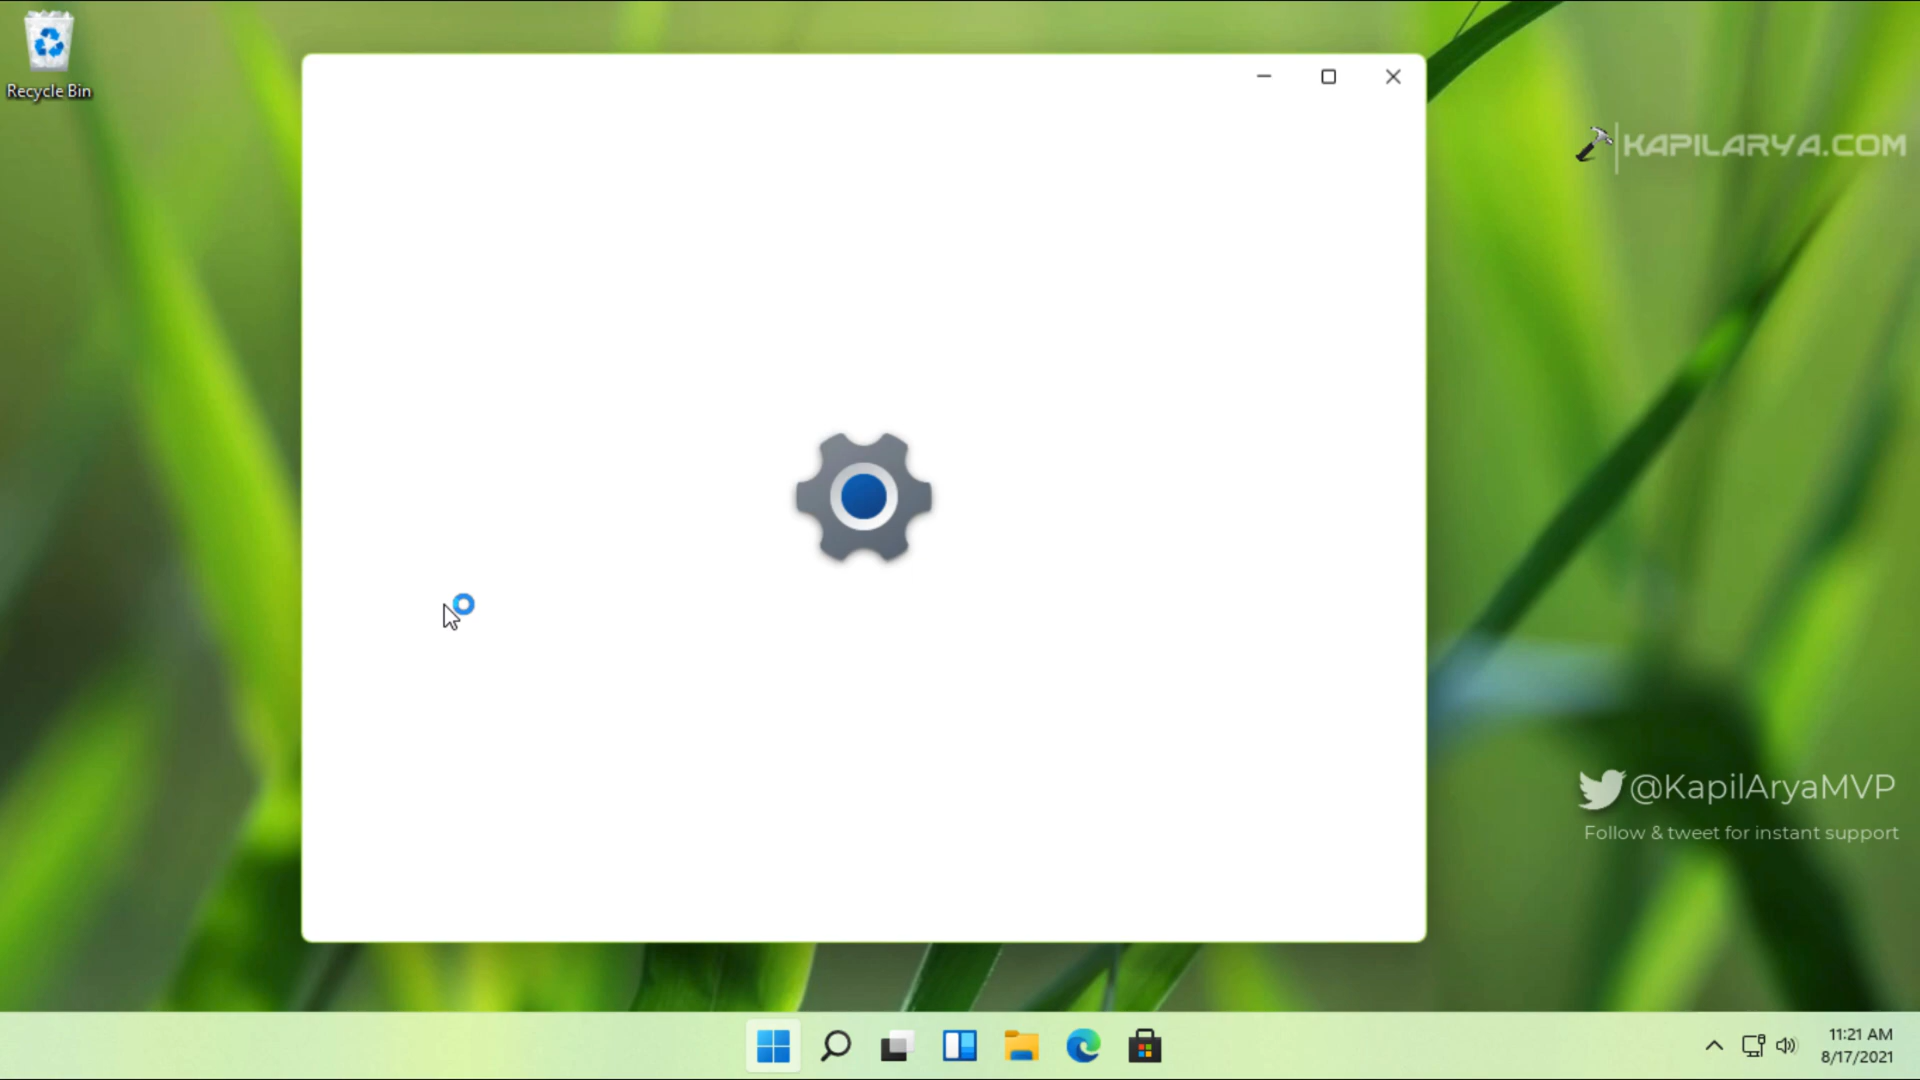 Recycle Bin
KAPILARYA.COM
@KapilAryaMVP
Follow & tweet for instant support
11:21 AM
8/17/2021